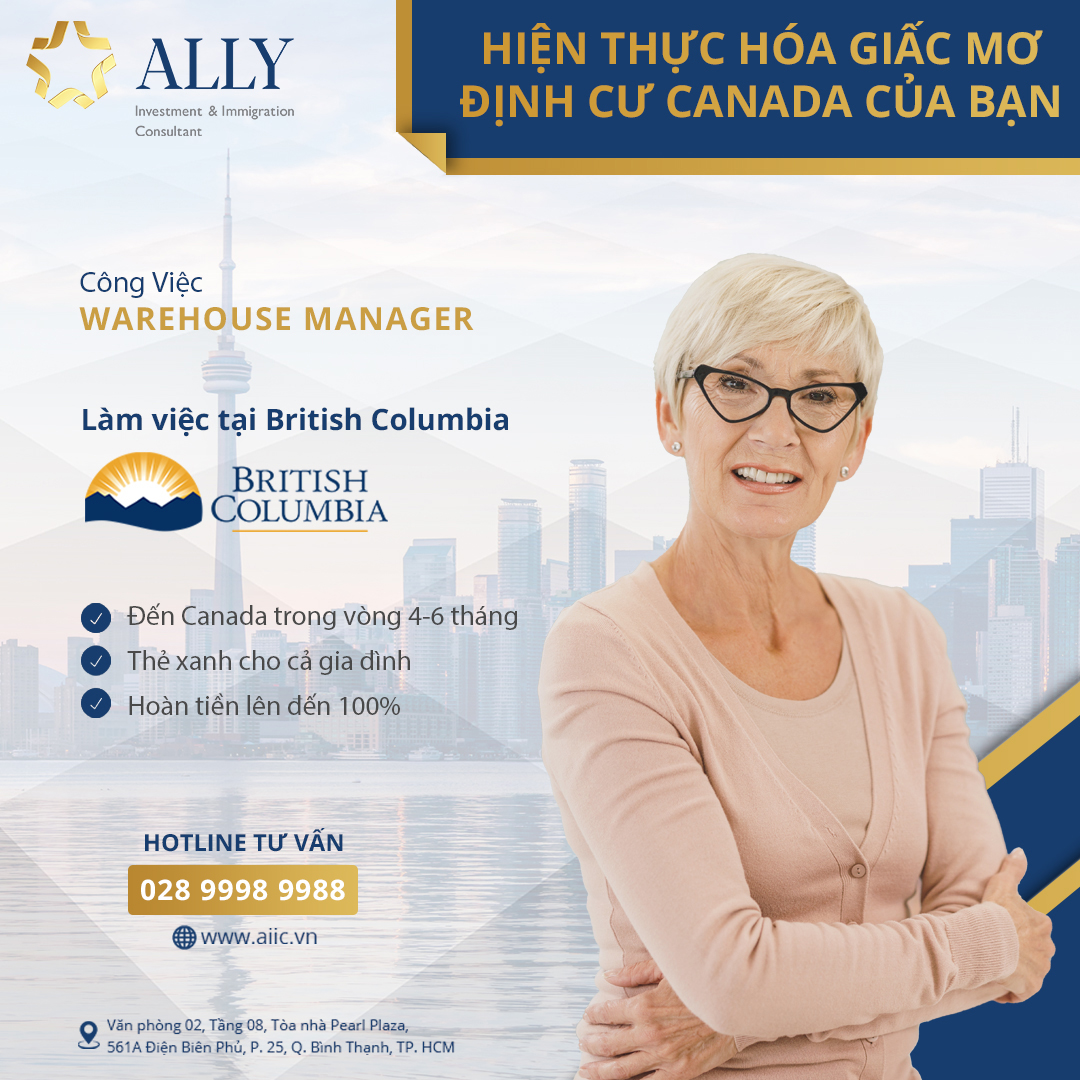 ALLY
Investment & Immigration
Consultant
HIỆN THỰC HÓA GIẤC MƠ
ĐỊNH CƯ CANADA CỦA BẠN
Công Việc
WAREHOUSE MANAGER
Làm việc tại British Columbia
BRITISH
COLUMBIA
Đến Canada trong vòng 4-6 tháng
Thẻ xanh cho cả gia đình
Hoàn tiền lên đến 100%
HOTLINE TƯ VẤN
028 9998 9988
www.aiic.vn
Văn phòng 02, Tầng 08, Tòa nhà Pearl Plaza,
561A Điện Biên Phủ, P. 25, Q. Bình Thạnh, TP. HCM